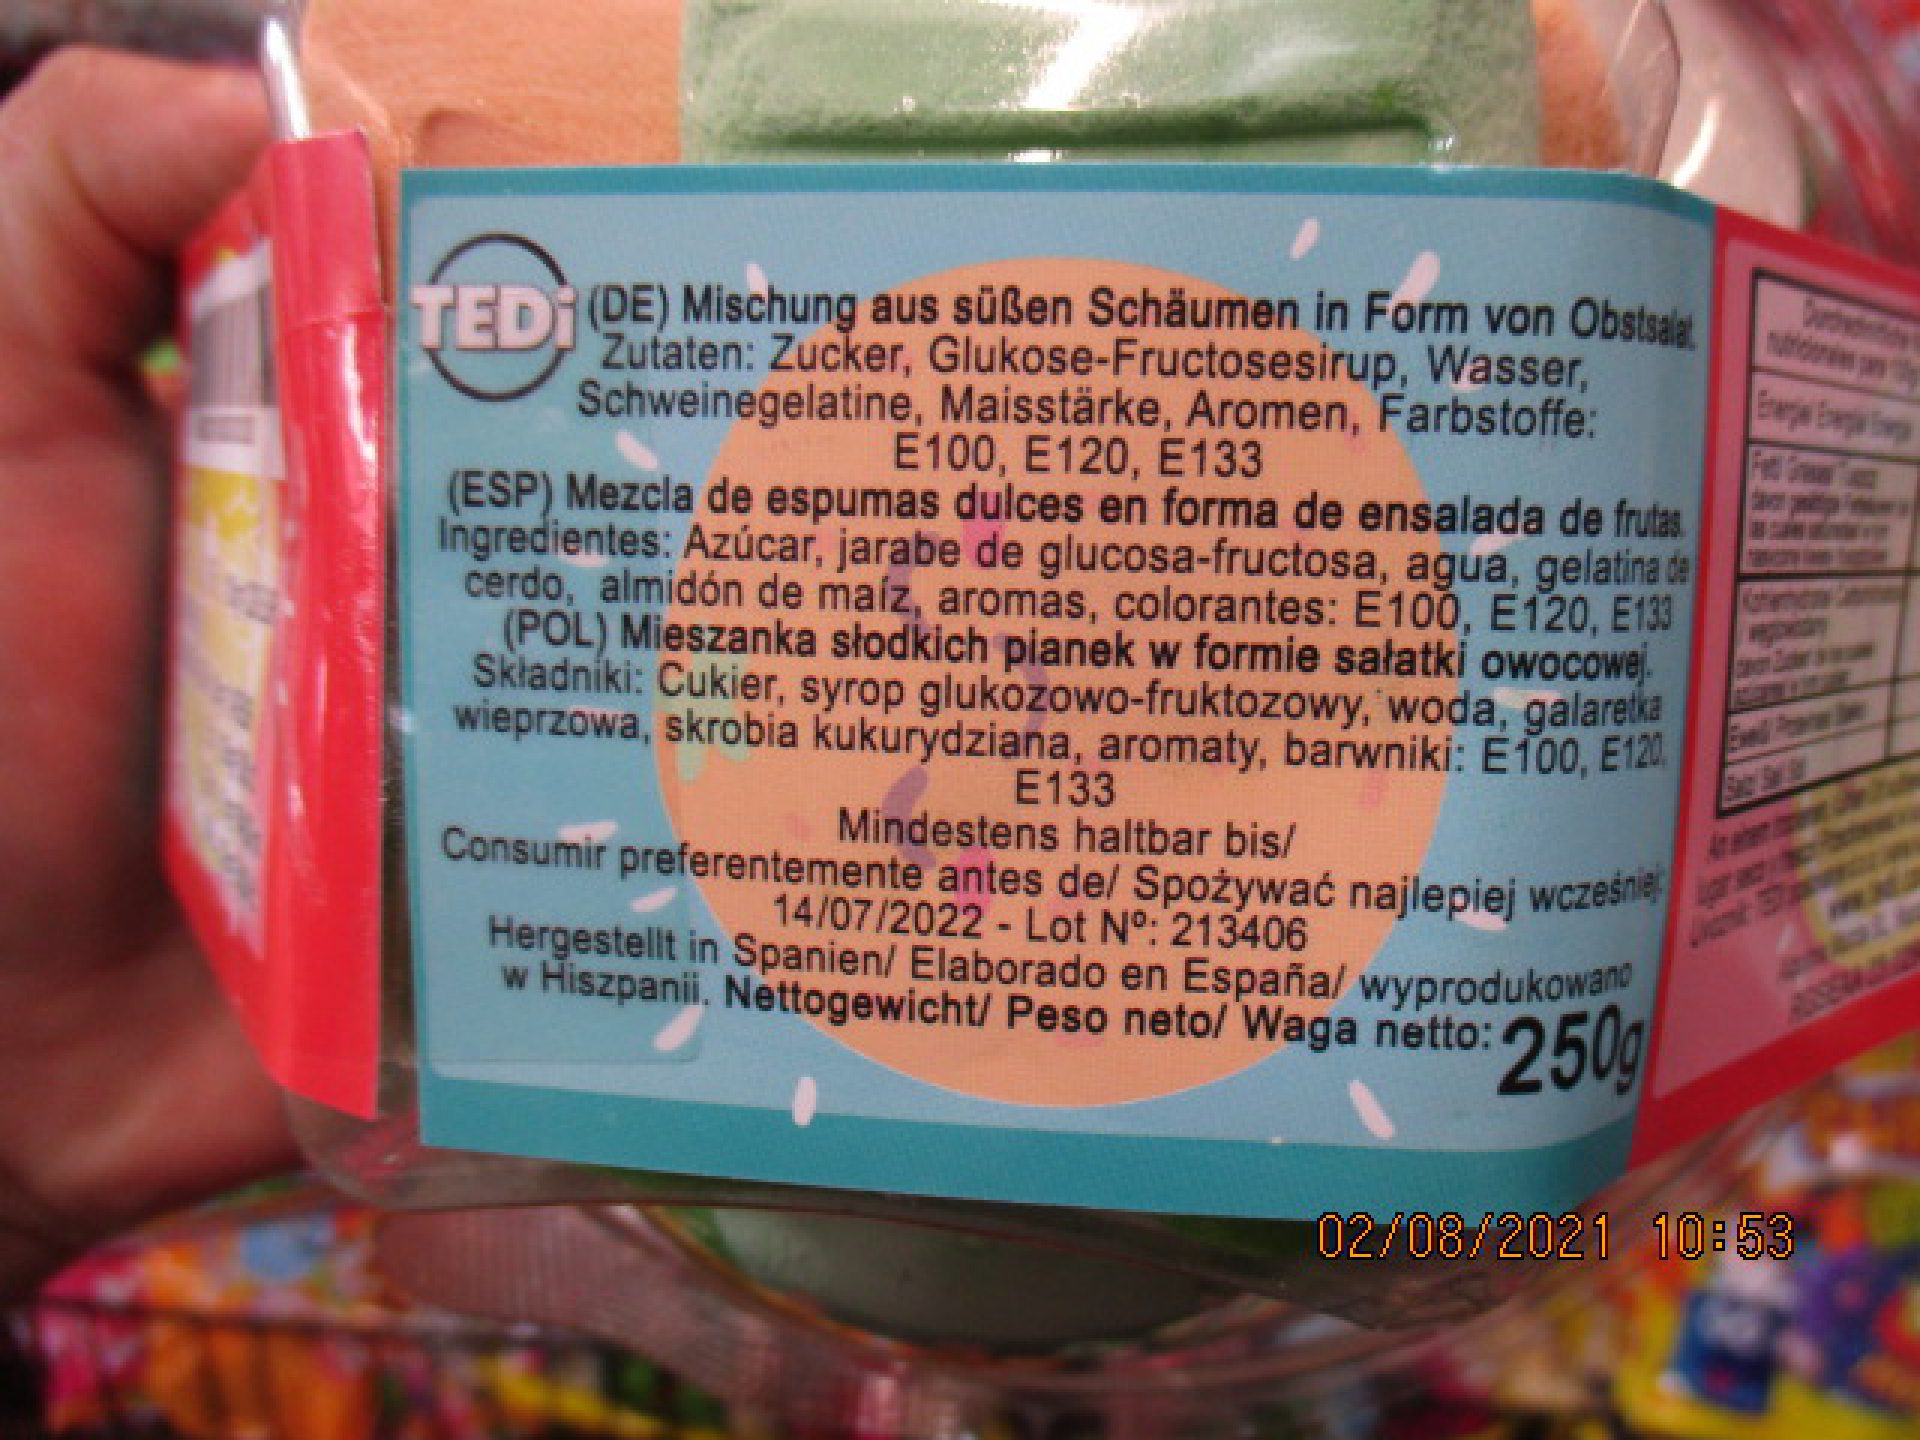 TEDi
(DE) Mischung aus süßen Schäumen in Form von Obstsalat.
Zutaten: Zucker, Glukose-Fructosesirup, Wasser,
Schweinegelatine, Maisstärke, Aromen, Farbstoffe:
E100, E120, E133
(ESP) Mezcla de espumas dulces en forma de ensalada de frutas.
Ingredientes: Azúcar, jarabe de glucosa-fructosa, agua, gelatina de
cerdo, almidón de maíz, aromas, colorantes: E100, E120, E133
(POL) Mieszanka słodkich pianek w formie sałatki owocowej.
Składniki: Cukier, syrop glukozowo-fruktozowy, woda, galaretka
wieprzowa, skrobia kukurydziana, aromaty, barwniki: E100, E120,
E133
Mindestens haltbar bis/
Consumir preferentemente antes de/ Spożywać najlepiej wcześniej:
14/07/2022 - Lot Nº: 213406
Hergestellt in Spanien/ Elaborado en España/ wyprodukowano
w Hiszpanii. Nettogewicht/ Peso neto/ Waga netto: 250g
02/08/2021 10:53